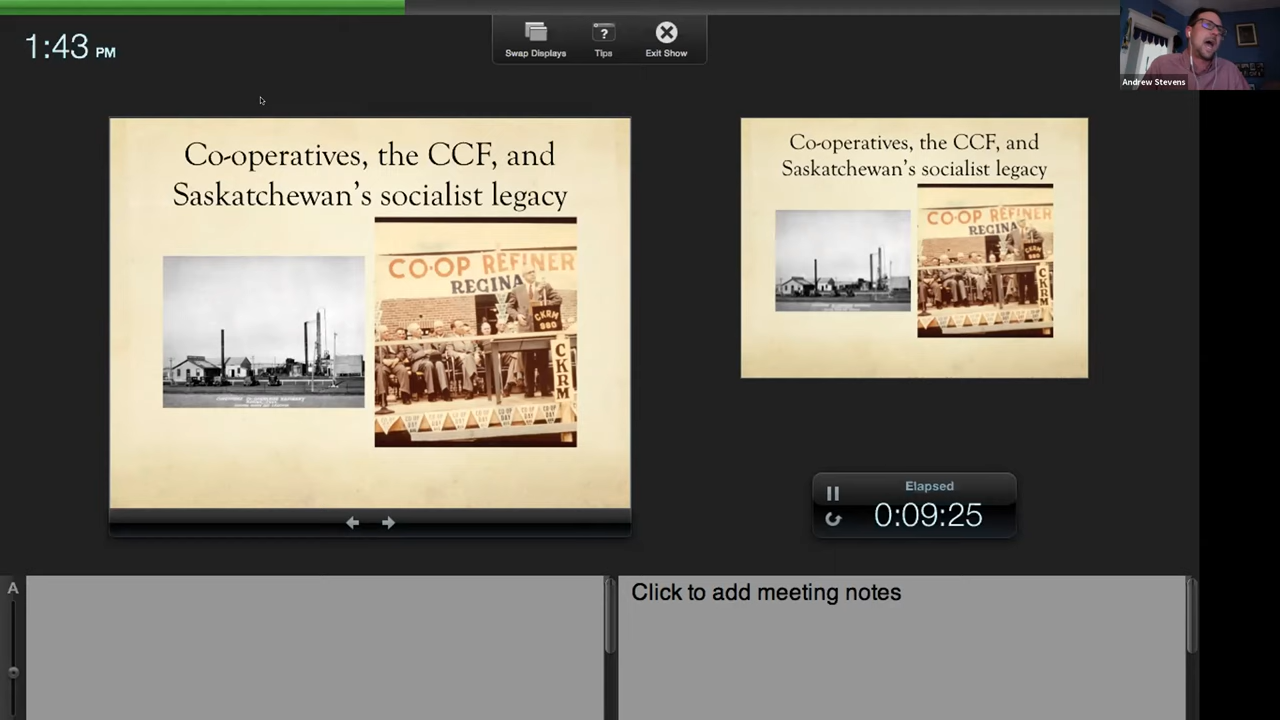 1:43 PM
Swap Displays
Tips
Exit Show
Andrew Stevens
Co-operatives, the CCF, and
Saskatchewan's socialist legacy
CO-OP REFINER
REGINA
CKRM
980
CKRM
Co-operatives, the CCF, and
Saskatchewan's socialist legacy
CO-OP REFINER
REGINA
CKRM
980
CKRM
Elapsed
0:09:25
A
Click to add meeting notes